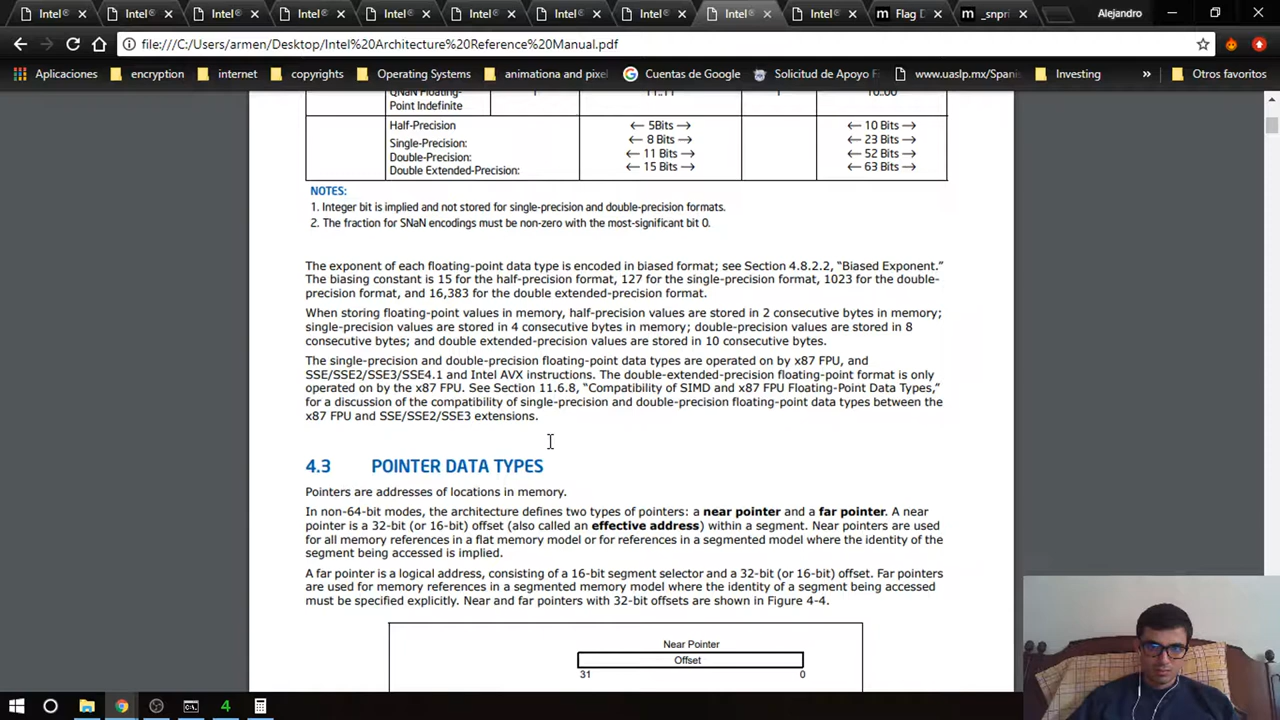 Intel®
Intel®
Intel®
Intel®
Intel®
Intel®
Intel®
Intel®
Intel®
Intel®
Flag D
_snpri
Alejandro
file:///C:/Users/armen/Desktop/Intel%20Architecture%20Reference%20Manual.pdf
Aplicaciones
encryption
internet
copyrights
Operating Systems
animationa and pixel
Cuentas de Google
Solicitud de Apoyo F
www.uaslp.mx/Spani
Investing
»
Otros favoritos
QNaN Floating-
Point Indefinite
1
11..11
1
10..00
Half-Precision
← 5Bits →
← 10 Bits →
Single-Precision:
← 8 Bits →
← 23 Bits →
Double-Precision:
← 11 Bits →
← 52 Bits →
Double Extended-Precision:
← 15 Bits →
← 63 Bits →
NOTES:
1. Integer bit is implied and not stored for single-precision and double-precision formats.
2. The fraction for SNaN encodings must be non-zero with the most-significant bit 0.
The exponent of each floating-point data type is encoded in biased format; see Section 4.8.2.2, “Biased Exponent.”
The biasing constant is 15 for the half-precision format, 127 for the single-precision format, 1023 for the double-
precision format, and 16,383 for the double extended-precision format.
When storing floating-point values in memory, half-precision values are stored in 2 consecutive bytes in memory;
single-precision values are stored in 4 consecutive bytes in memory; double-precision values are stored in 8
consecutive bytes; and double extended-precision values are stored in 10 consecutive bytes.
The single-precision and double-precision floating-point data types are operated on by x87 FPU, and
SSE/SSE2/SSE3/SSE4.1 and Intel AVX instructions. The double-extended-precision floating-point format is only
operated on by the x87 FPU. See Section 11.6.8, “Compatibility of SIMD and x87 FPU Floating-Point Data Types,”
for a discussion of the compatibility of single-precision and double-precision floating-point data types between the
x87 FPU and SSE/SSE2/SSE3 extensions.
4.3 POINTER DATA TYPES
Pointers are addresses of locations in memory.
In non-64-bit modes, the architecture defines two types of pointers: a near pointer and a far pointer. A near
pointer is a 32-bit (or 16-bit) offset (also called an effective address) within a segment. Near pointers are used
for all memory references in a flat memory model or for references in a segmented model where the identity of the
segment being accessed is implied.
A far pointer is a logical address, consisting of a 16-bit segment selector and a 32-bit (or 16-bit) offset. Far pointers
are used for memory references in a segmented memory model where the identity of a segment being accessed
must be specified explicitly. Near and far pointers with 32-bit offsets are shown in Figure 4-4.
Near Pointer
Offset
31
0
4